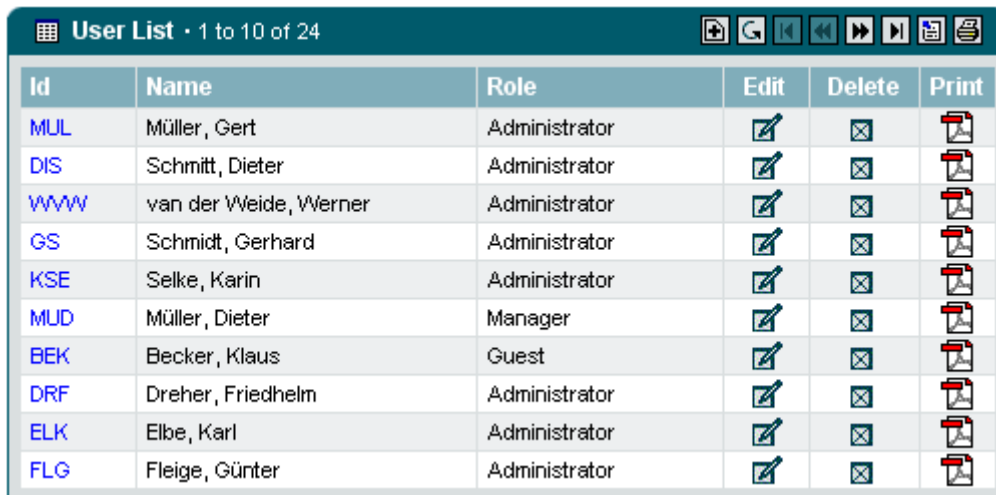 User List · 1 to 10 of 24
Id Name Role Edit Delete Print
MUL Müller, Gert Administrator
DIS Schmitt, Dieter Administrator
WVW van der Weide, Werner Administrator
GS Schmidt, Gerhard Administrator
KSE Selke, Karin Administrator
MUD Müller, Dieter Manager
BEK Becker, Klaus Guest
DRF Dreher, Friedhelm Administrator
ELK Elbe, Karl Administrator
FLG Fleige, Günter Administrator